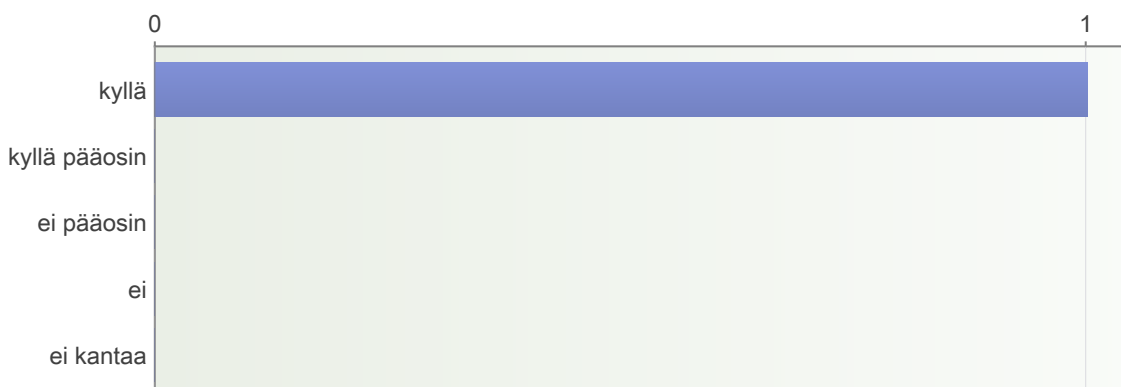 0 1
kyllä
kyllä pääosin
ei pääosin
ei
ei kantaa